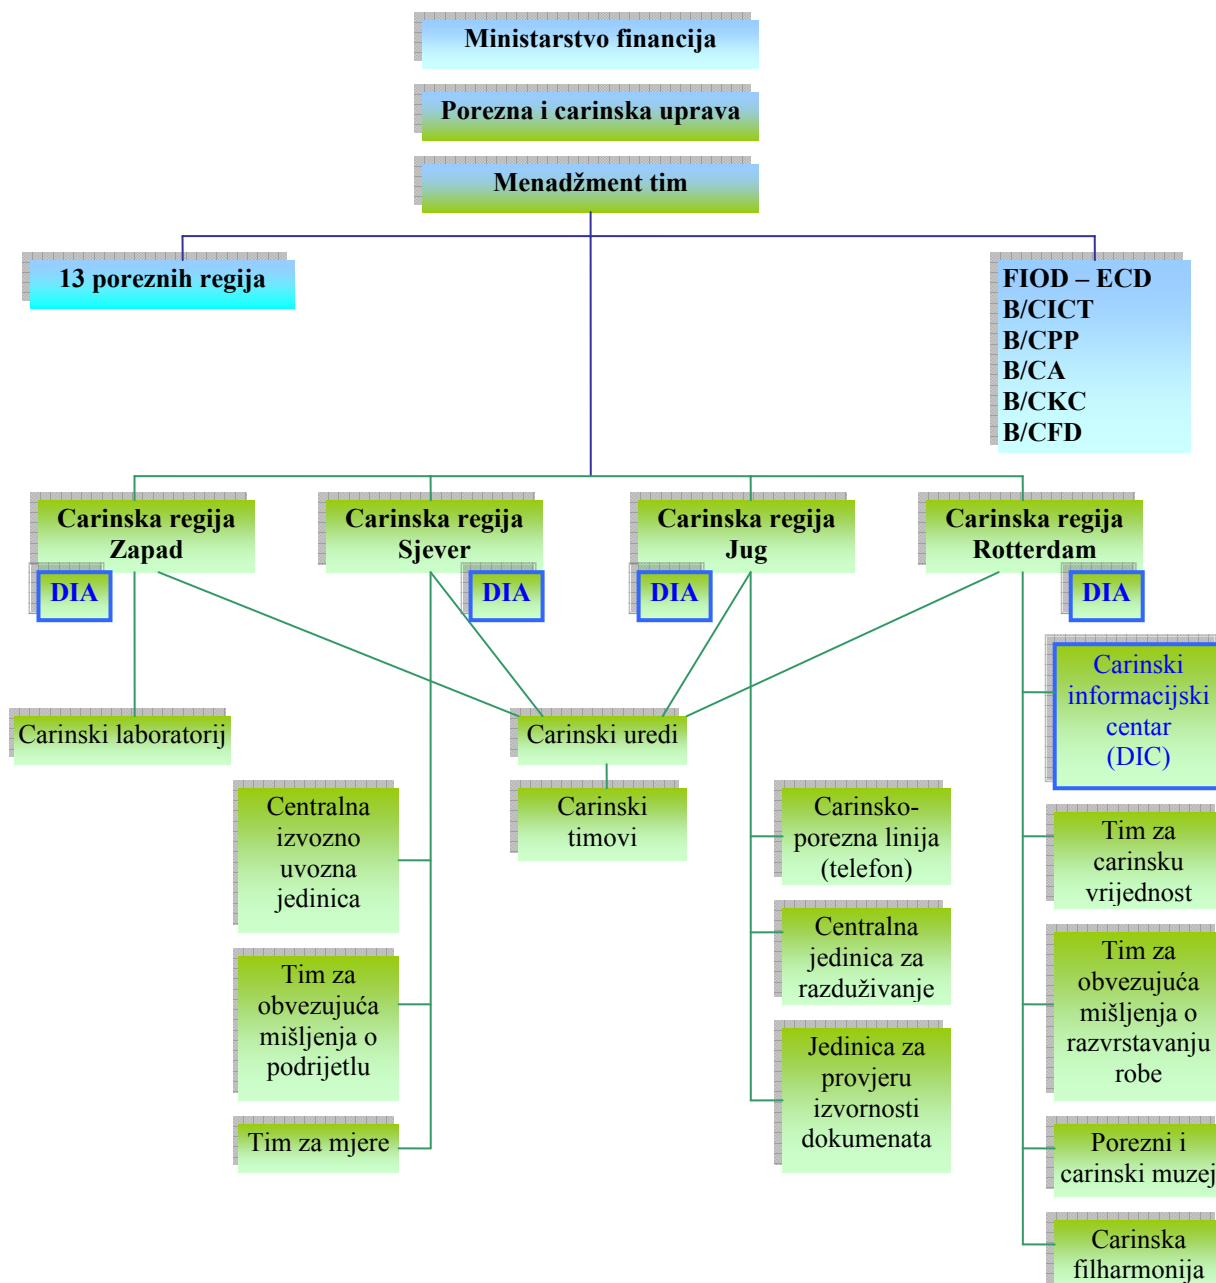 Ministarstvo financija
Porezna i carinska uprava
Menadžment tim
13 poreznih regija
FIOD – ECD
B/CICT
B/CPP
B/CA
B/CKC
B/CFD
Carinska regija
Zapad
DIA
Carinska regija
Sjever
DIA
Carinska regija
Jug
DIA
Carinska regija
Rotterdam
DIA
Carinski laboratorij
Carinski uredi
Carinski
timovi
Centralna
izvozno
uvozna
jedinica
Tim za
obvezujuća
mišljenja o
podrijetlu
Tim za mjere
Carinsko-
porezna linija
(telefon)
Centralna
jedinica za
razduživanje
Jedinica za
provjeru
izvornosti
dokumenata
Carinski
informacijski
centar
(DIC)
Tim za
carinsku
vrijednost
Tim za
obvezujuća
mišljenja o
razvrstavanju
robe
Porezni i
carinski muzej
Carinska
filharmonija